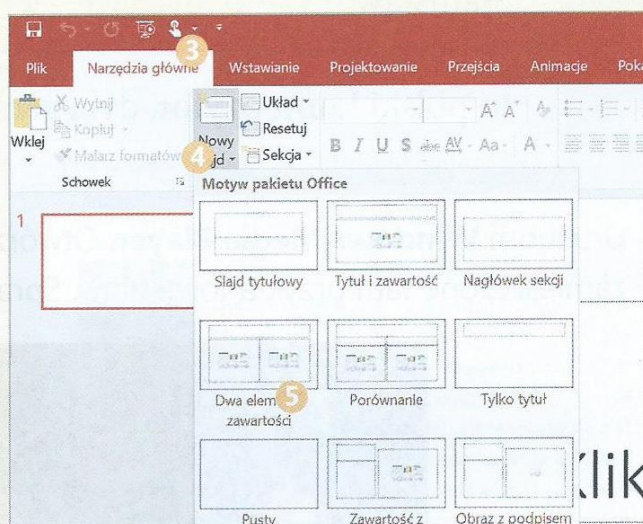 3
Plik Narzędzia główne Wstawianie Projektowanie Przejścia Animacje
Wklej
Wytnij
Kopiuj
Malarz formatów
Schowek
Nowy
4
Układ
Resetuj
Sekcja
B I U S abc AV Aa A
Motyw pakietu Office
1
Slajd tytułowy Tytuł i zawartość Nagłówek sekcji
Dwa elem 5 Porównanie Tylko tytuł
zawartości
Pusty Zawartość z Obraz z podpisem